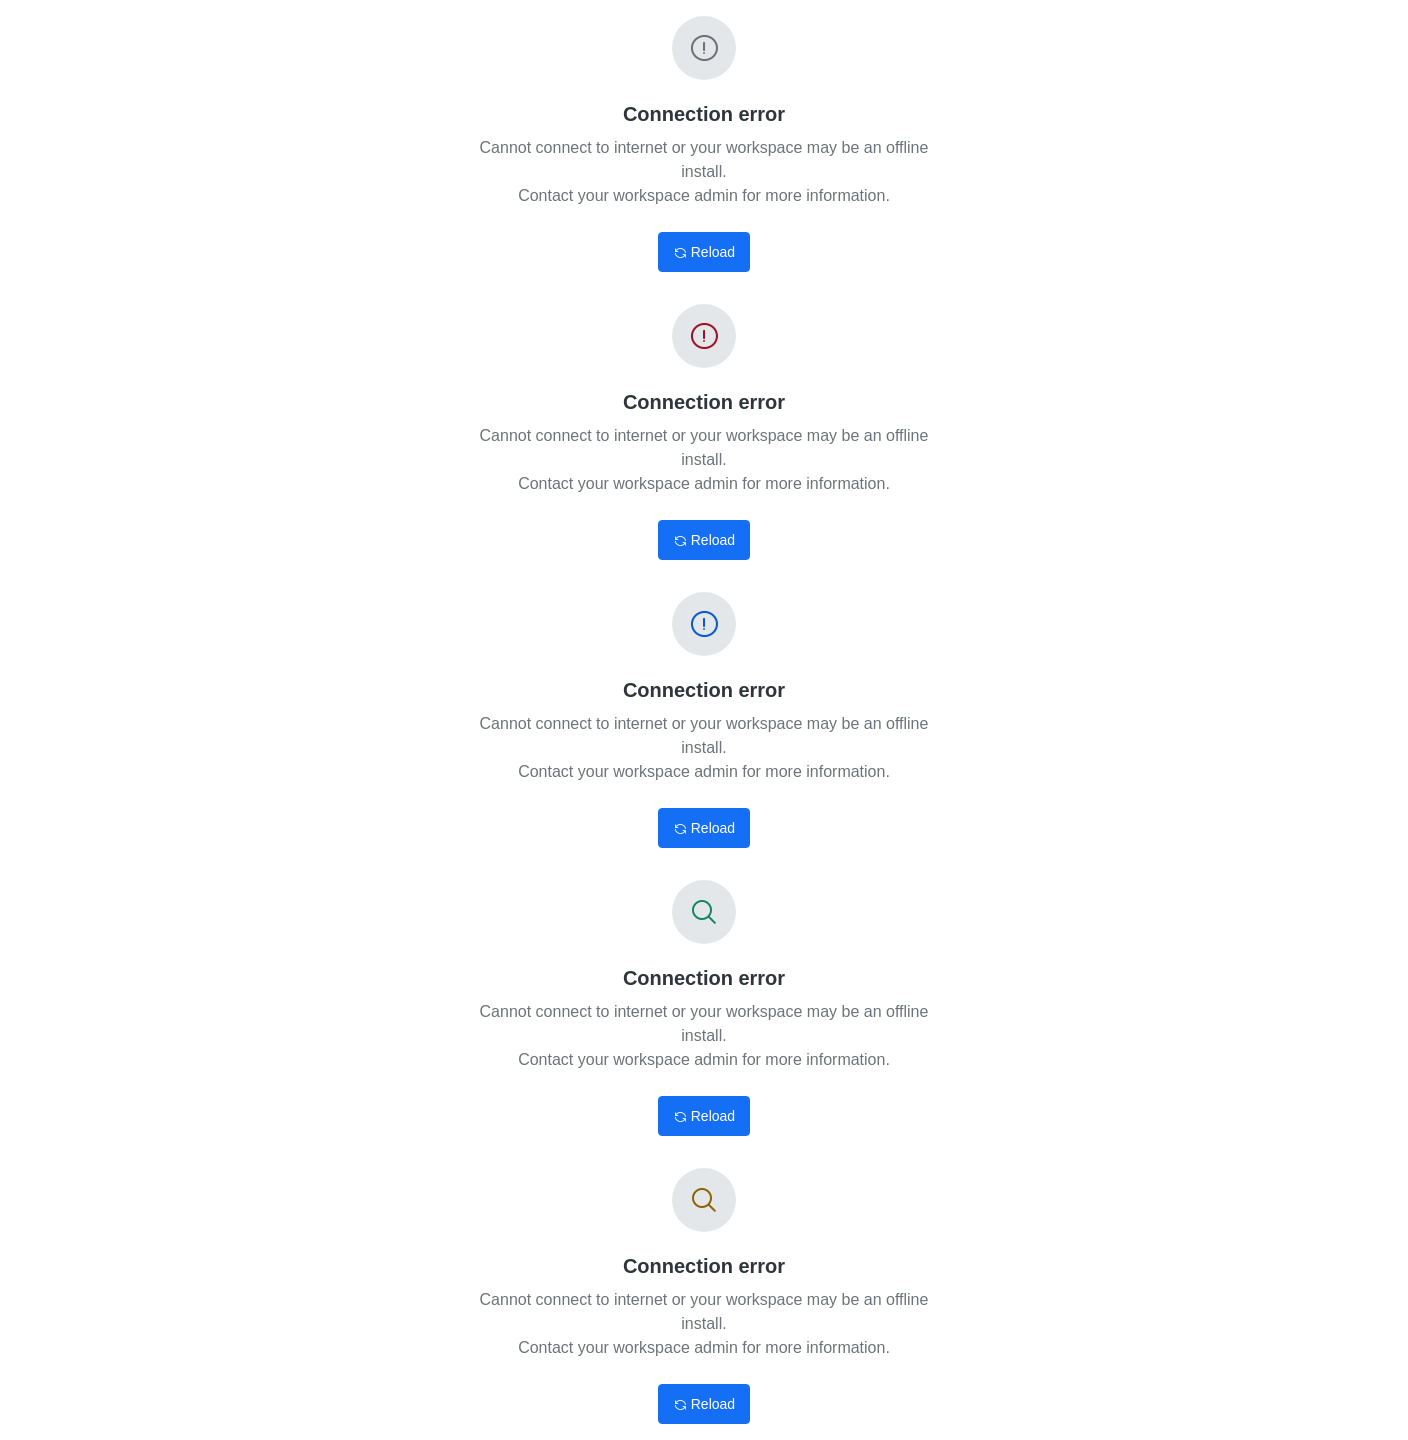 Connection error
Cannot connect to internet or your workspace may be an offline
install.
Contact your workspace admin for more information.
Reload
Connection error
Cannot connect to internet or your workspace may be an offline
install.
Contact your workspace admin for more information.
Reload
Connection error
Cannot connect to internet or your workspace may be an offline
install.
Contact your workspace admin for more information.
Reload
Connection error
Cannot connect to internet or your workspace may be an offline
install.
Contact your workspace admin for more information.
Reload
Connection error
Cannot connect to internet or your workspace may be an offline
install.
Contact your workspace admin for more information.
Reload